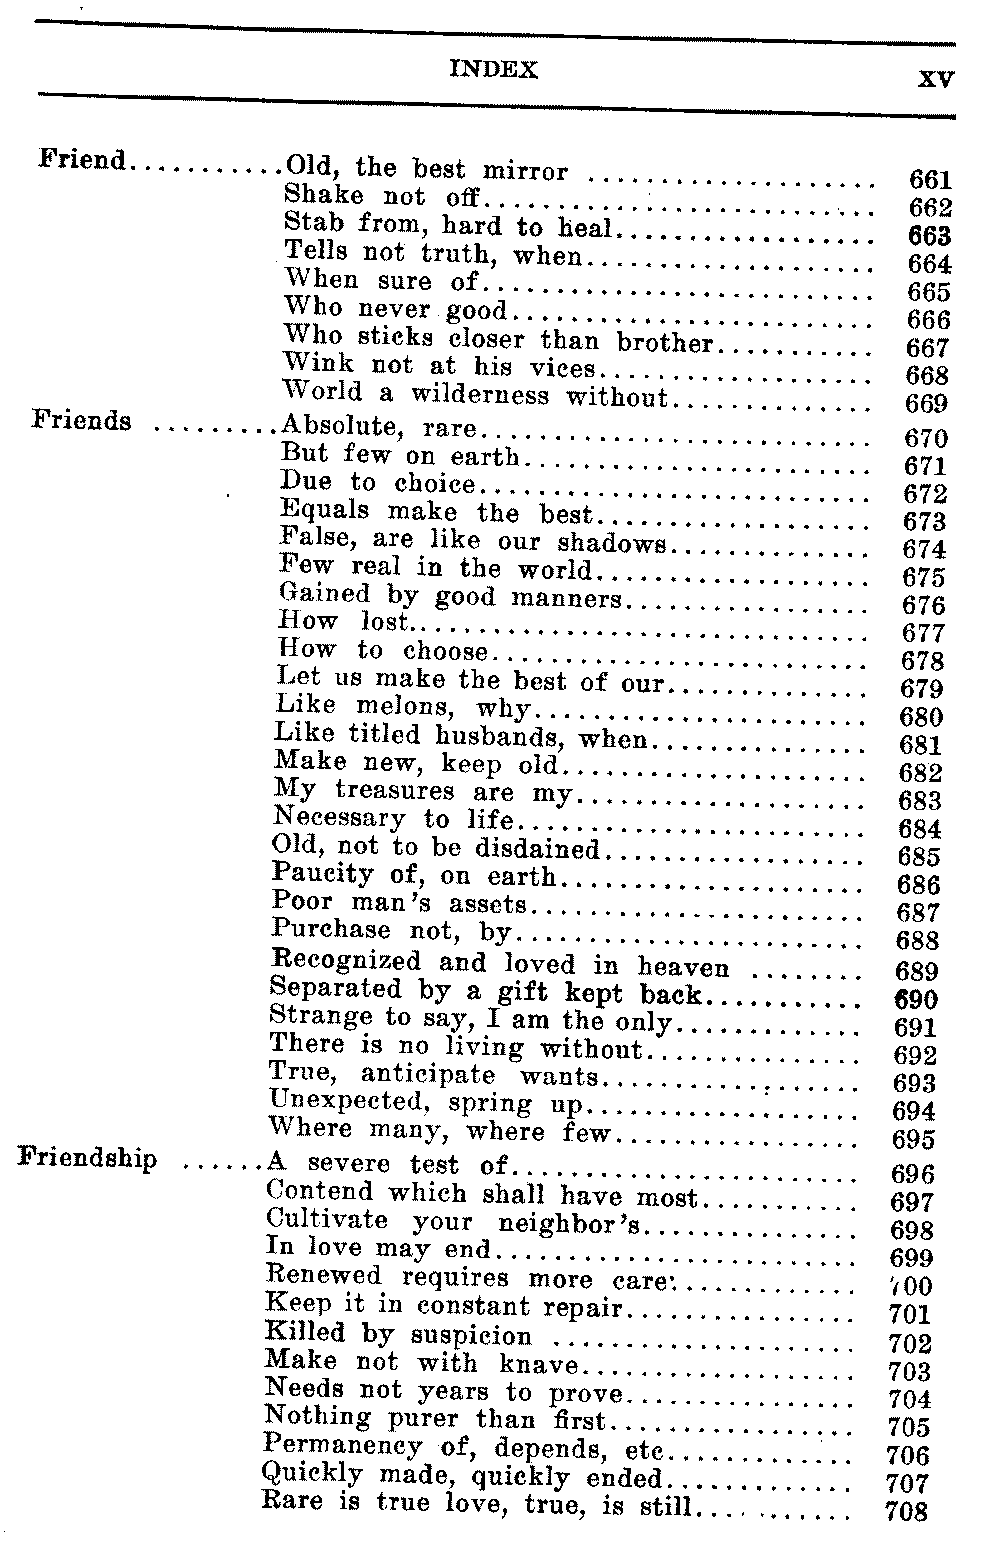 INDEX XV
Friend...........Old, the best mirror .................... 661
Shake not off........................... 662
Stab from, hard to heal.................. 663
Tells not truth, when.................... 664
When sure of........................... 665
Who never good......................... 666
Who sticks closer than brother........... 667
Wink not at his vices................... 668
World a wilderness without.............. 669
Friends .........Absolute, rare........................... 670
But few on earth........................ 671
Due to choice........................... 672
Equals make the best................... 673
False, are like our shadows.............. 674
Few real in the world................... 675
Gained by good manners................. 676
How lost............................... 677
How to choose.......................... 678
Let us make the best of our.............. 679
Like melons, why....................... 680
Like titled husbands, when............... 681
Make new, keep old..................... 682
My treasures are my.................... 683
Necessary to life........................ 684
Old, not to be disdained.................. 685
Paucity of, on earth..................... 686
Poor man's assets....................... 687
Purchase not, by........................ 688
Recognized and loved in heaven ........ 689
Separated by a gift kept back........... 690
Strange to say, I am the only............. 691
There is no living without............... 692
True, anticipate wants.................. 693
Unexpected, spring up................... 694
Where many, where few................. 695
Friendship ......A severe test of........................ 696
Contend which shall have most........... 697
Cultivate your neighbor's............... 698
In love may end......................... 699
Renewed requires more care............. 700
Keep it in constant repair................ 701
Killed by suspicion ..................... 702
Make not with knave................... 703
Needs not years to prove................ 704
Nothing purer than first................. 705
Permanency of, depends, etc............. 706
Quickly made, quickly ended............. 707
Rare is true love, true, is still............ 708